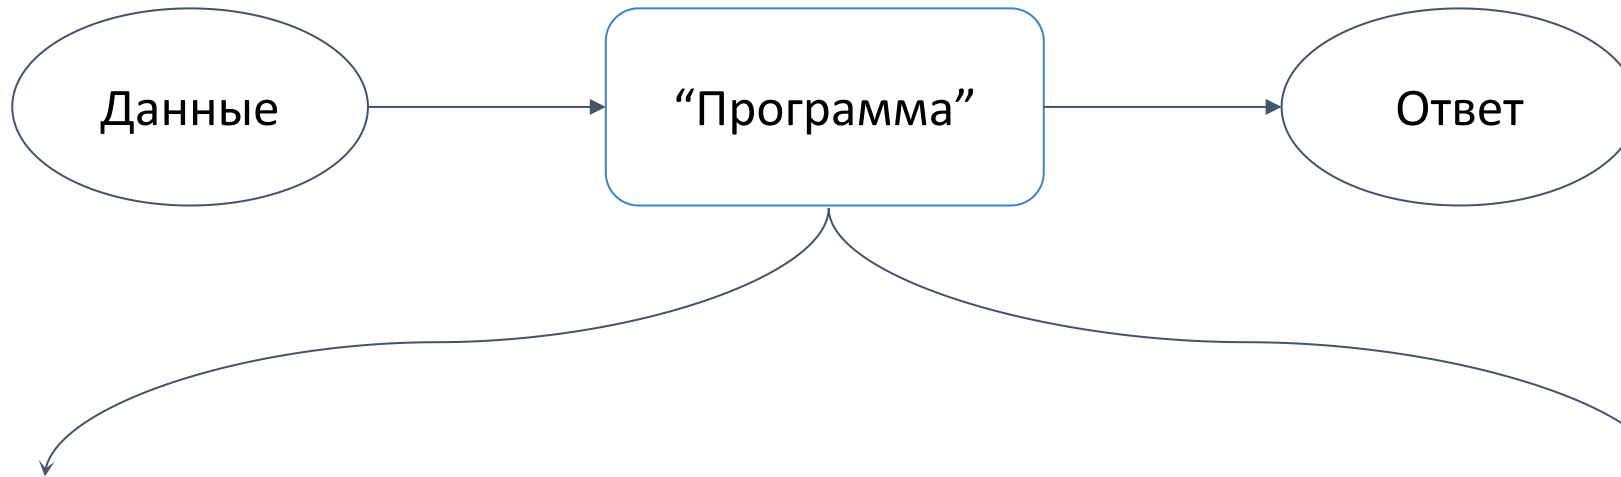 Данные
“Программа”
Ответ